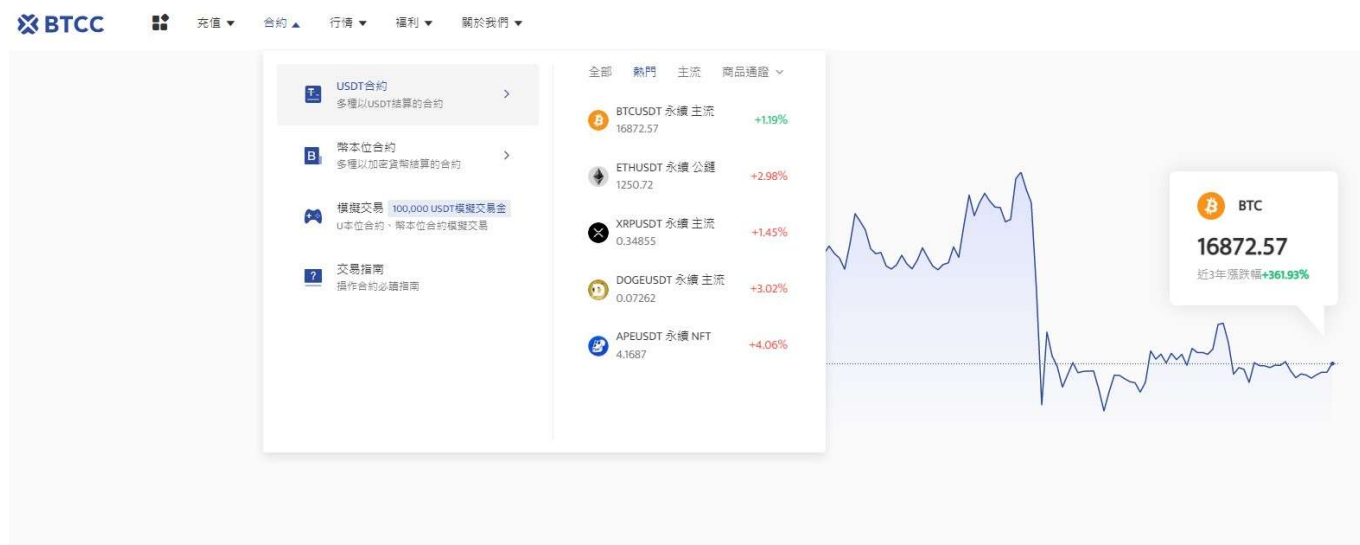 BTCC
充值
合約
行情
福利
關於我們
USDT合約
多種以USDT結算的合約
幣本位合約
多種以加密貨幣結算的合約
模擬交易 100,000 USDT模擬交易金
U本位合約、幣本位合約模擬交易
交易指南
操作合約必讀指南
全部 熱門 主流 商品通證
BTCUSDT 永續 主流
16872.57
+1.19%
ETHUSDT 永續 公鏈
1250.72
+2.98%
XRPUSDT 永續 主流
0.34855
+1.45%
DOGEUSDT 永續 主流
0.07262
+3.02%
APEUSDT 永續 NFT
4.1687
+4.06%
BTC
16872.57
近3年漲跌幅+361.93%